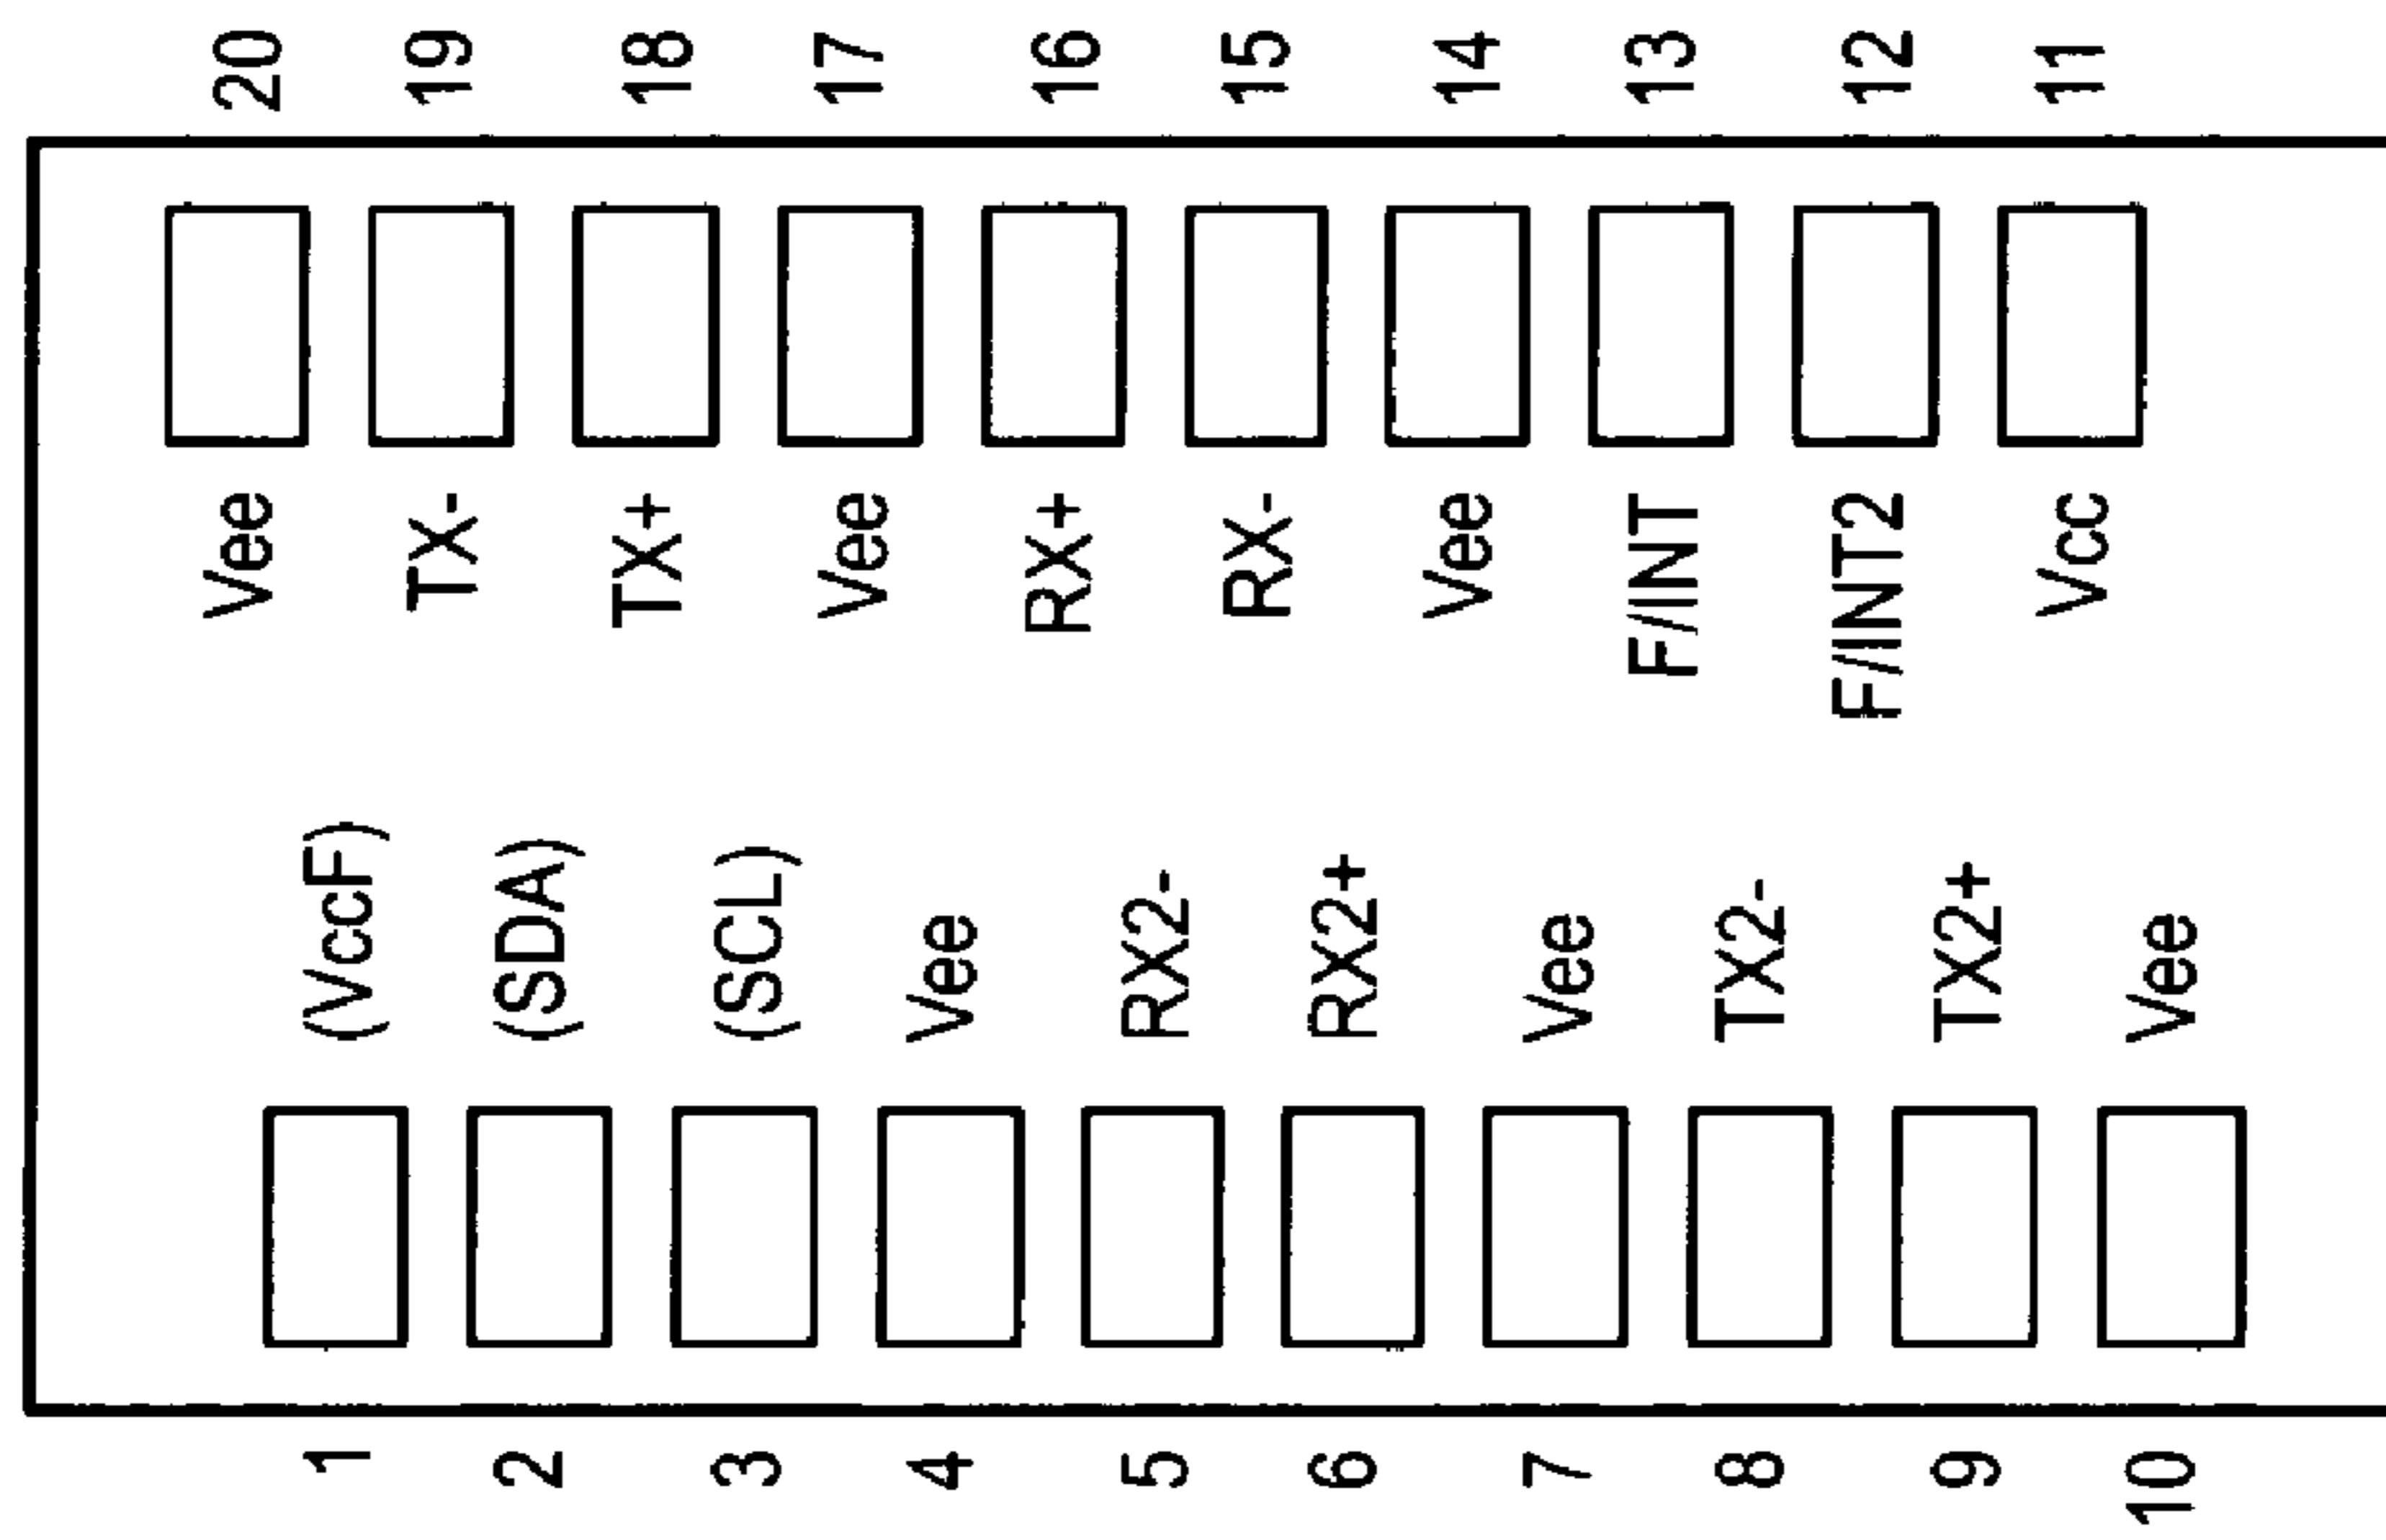 20 19 18 17 16 15 14 13 12 11
Vee TX- TX+ Vee RX+ RX- Vee F/INT F/INT2 Vcc
(VccF) (SDA) (SCL) Vee RX2- RX2+ Vee TX2- TX2+ Vee
1 2 3 4 5 6 7 8 9 10